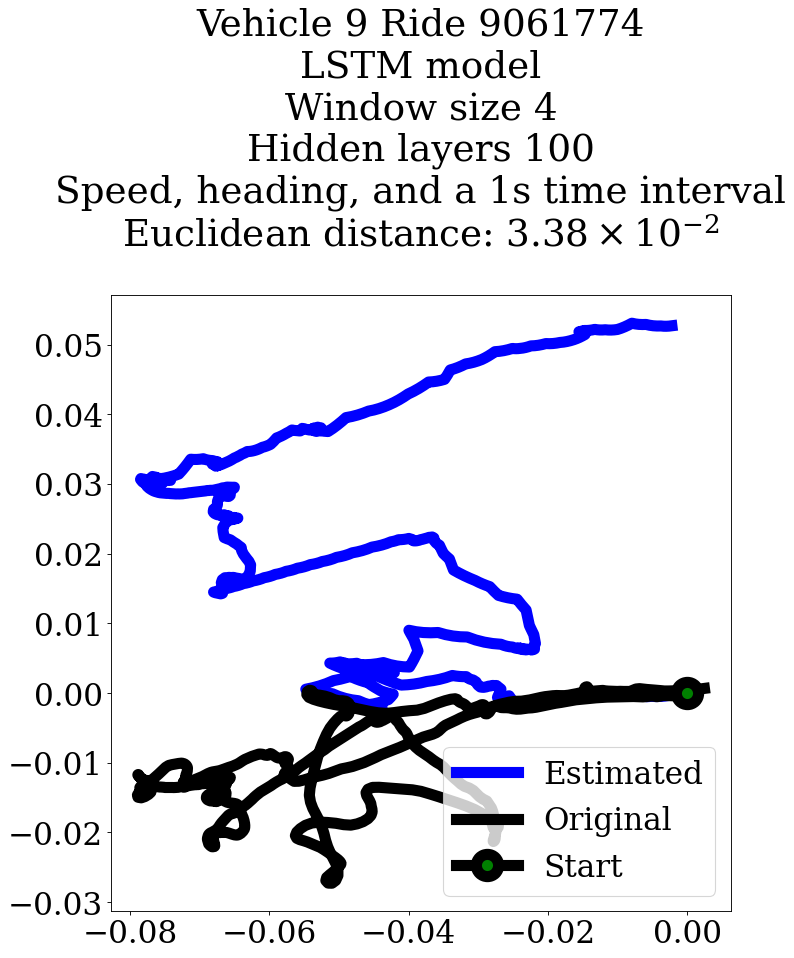 Vehicle 9 Ride 9061774
LSTM model
Window size 4
Hidden layers 100
Speed, heading, and a 1s time interval
Euclidean distance: 3.38 × 10⁻²
0.05
0.04
0.03
0.02
0.01
0.00
−0.01
−0.02
−0.03
Estimated
Original
Start
−0.08 −0.06 −0.04 −0.02 0.00